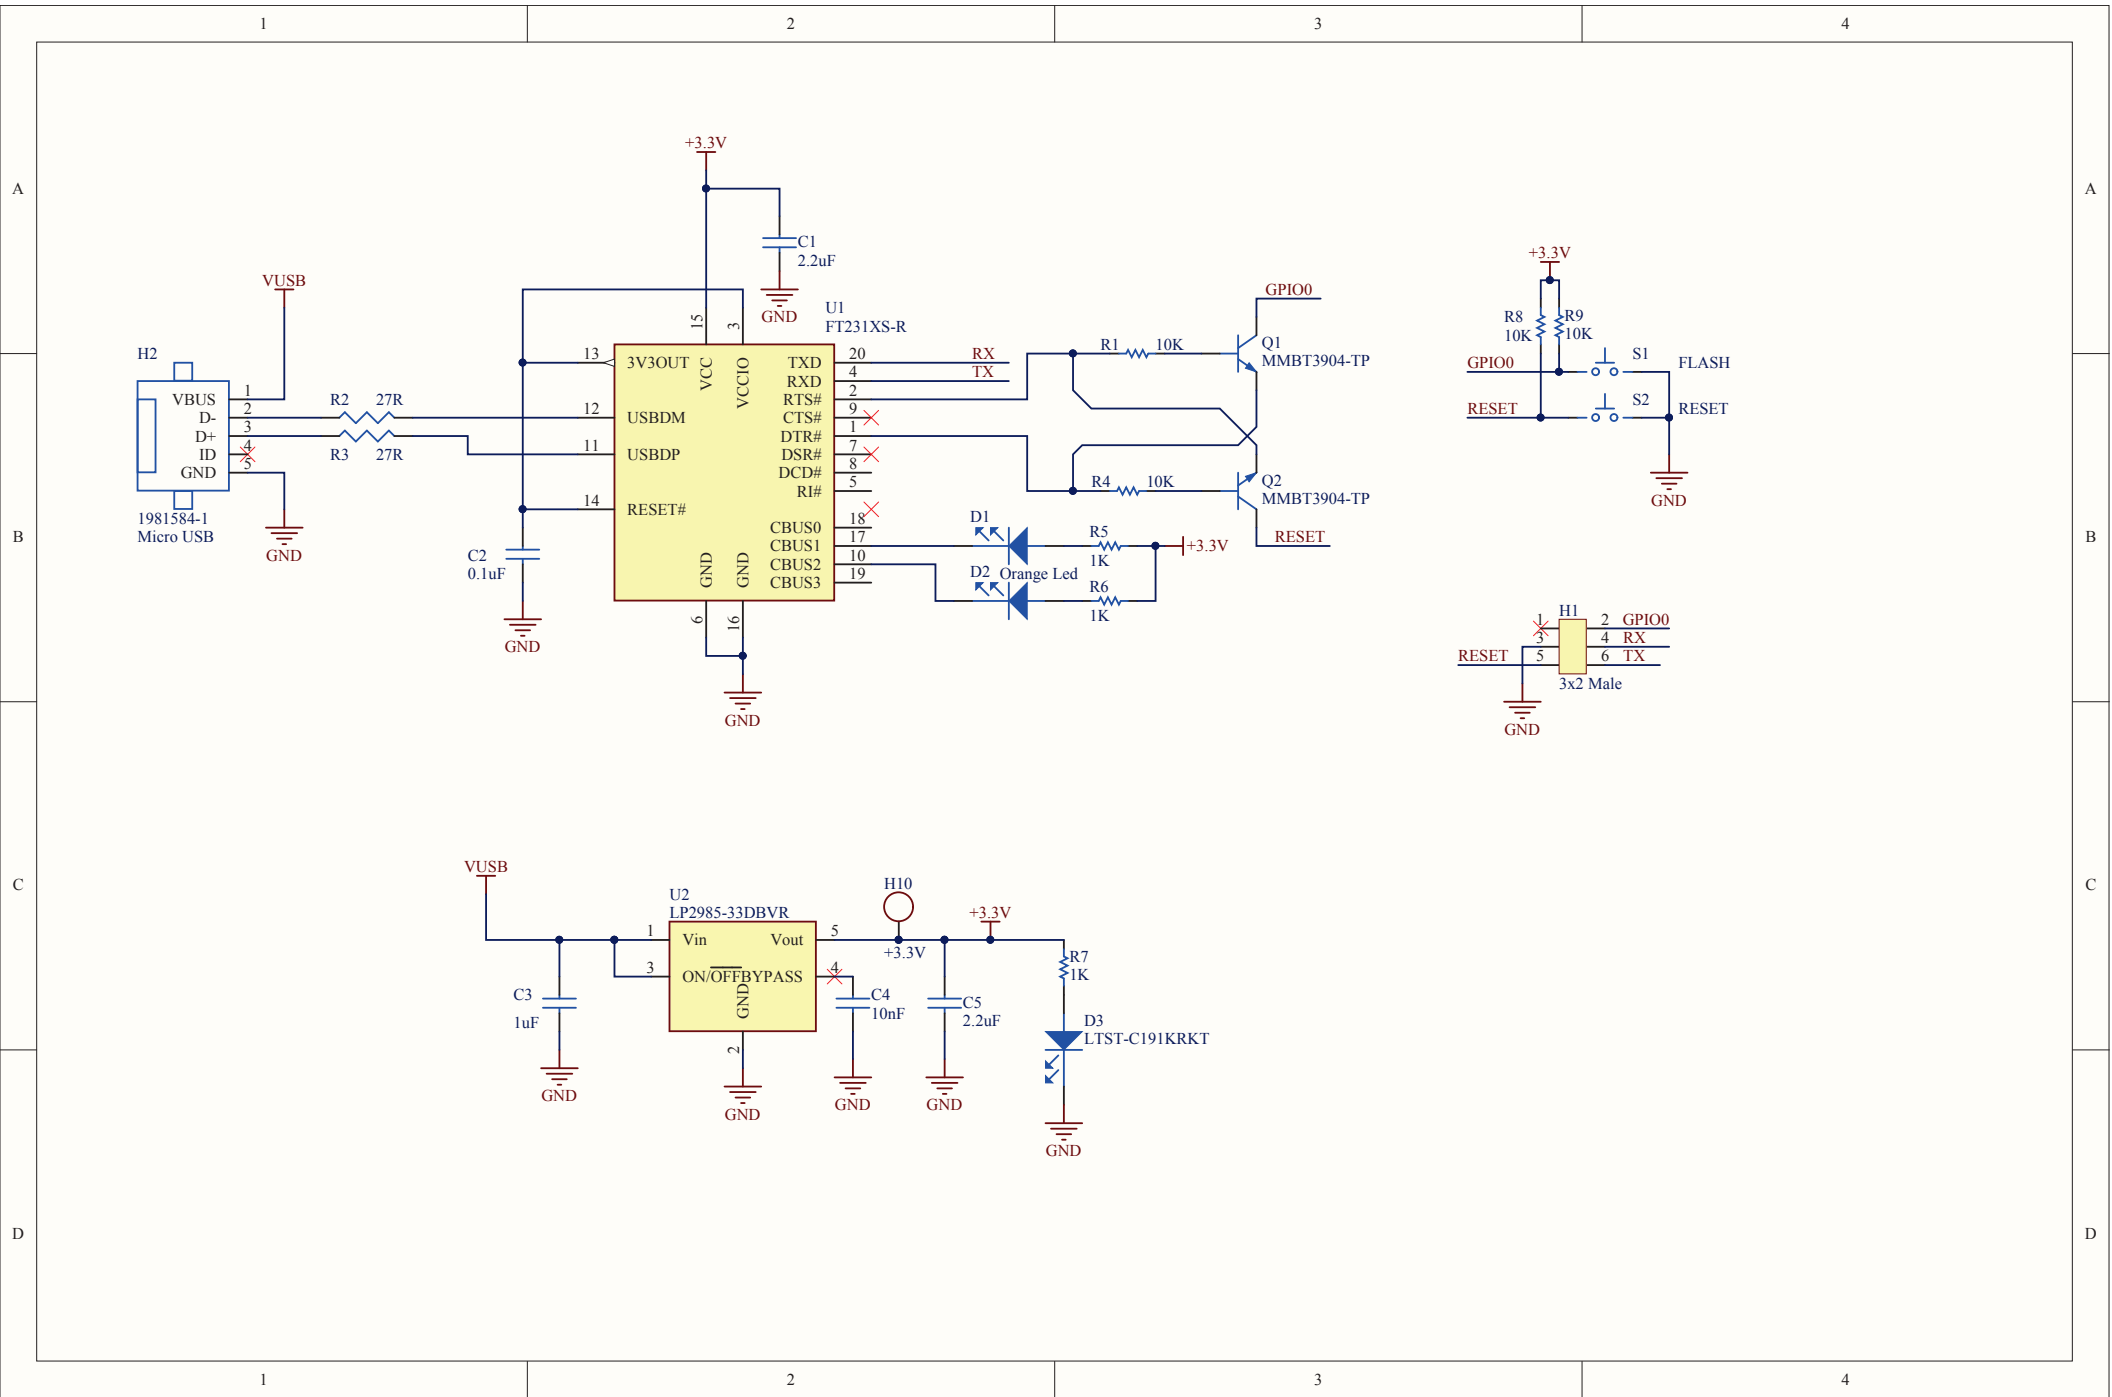 1 2 3 4
A A
+3.3V
C1
2.2uF
GND
VUSB
U1
FT231XS-R
15 3
VCC
VCCIO
13 3V3OUT
12 USBDM
11 USBDP
14 RESET#
TXD 20 RX
RXD 4 TX
RTS# 2
CTS# 9
DTR# 1
DSR# 7
DCD# 8
RI# 5
CBUS0 18
CBUS1 17
CBUS2 10
CBUS3 19
GND GND
6 16
GND
H2
VBUS 1
D- 2
D+ 3
ID 4
GND 5
1981584-1
Micro USB
GND
R2 27R
R3 27R
C2
0.1uF
GND
R1 10K
R4 10K
GPIO0
Q1
MMBT3904-TP
Q2
MMBT3904-TP
RESET
D1
D2 Orange Led
R5
1K
R6
1K
+3.3V
+3.3V
R8
10K
R9
10K
GPIO0
S1
FLASH
RESET
S2
RESET
GND
B B
H1
1 2 GPIO0
3 4 RX
RESET 5 6 TX
3x2 Male
GND
C C
VUSB
U2
LP2985-33DBVR
1 Vin
3 ON/OFF
Vout 5
BYPASS 4
GND
2
GND
C3
1uF
GND
H10
+3.3V
+3.3V
C4
10nF
GND
C5
2.2uF
GND
R7
1K
D3
LTST-C191KRKT
GND
D D
1 2 3 4